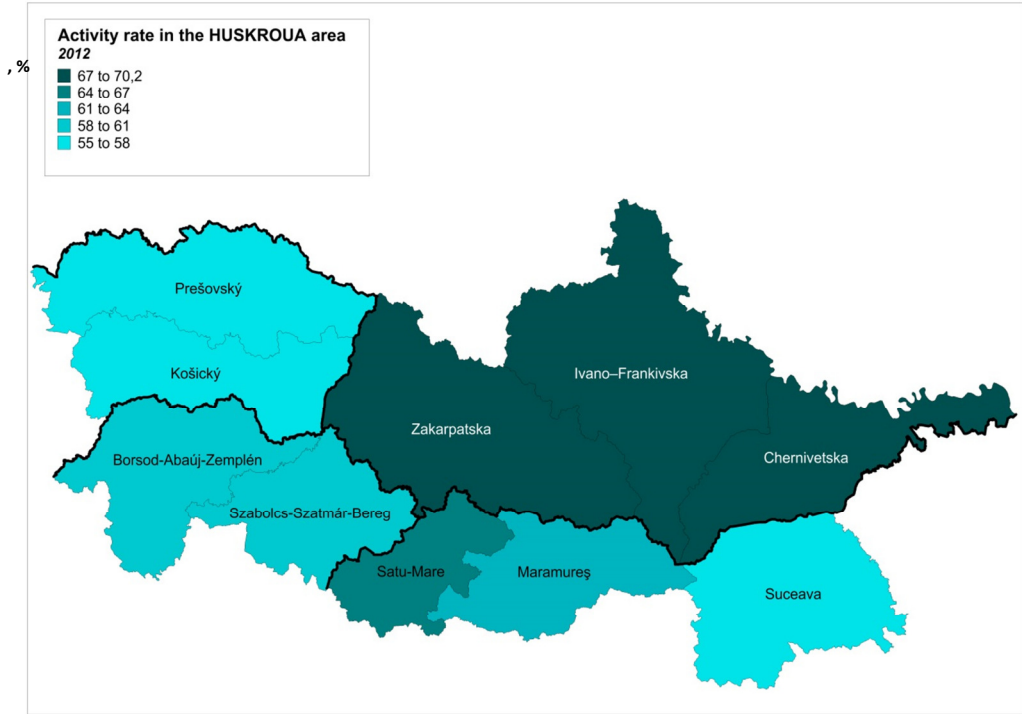 Activity rate in the HUSKROUA area
2012
, %
67 to 70,2
64 to 67
61 to 64
58 to 61
55 to 58
Prešovský
Košický
Ivano–Frankivska
Zakarpatska
Chernivetska
Borsod-Abaúj-Zemplén
Szabolcs-Szatmár-Bereg
Satu-Mare
Maramureş
Suceava